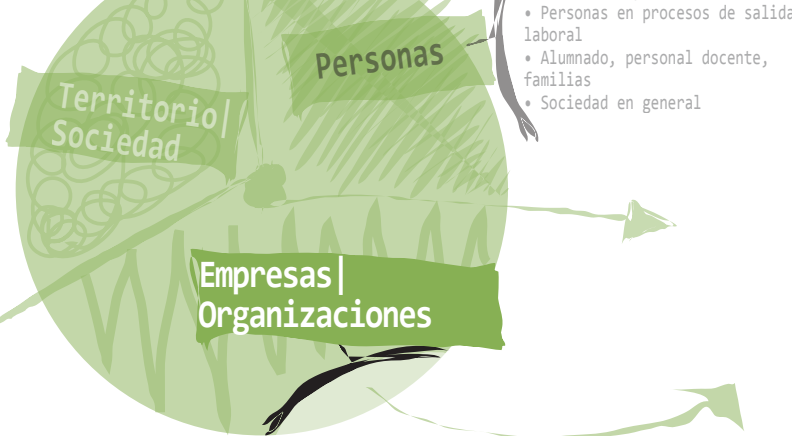 • Personas en procesos de salida
laboral
• Alumnado, personal docente,
familias
• Sociedad en general
Personas
Territorio|
Sociedad
Empresas|
Organizaciones